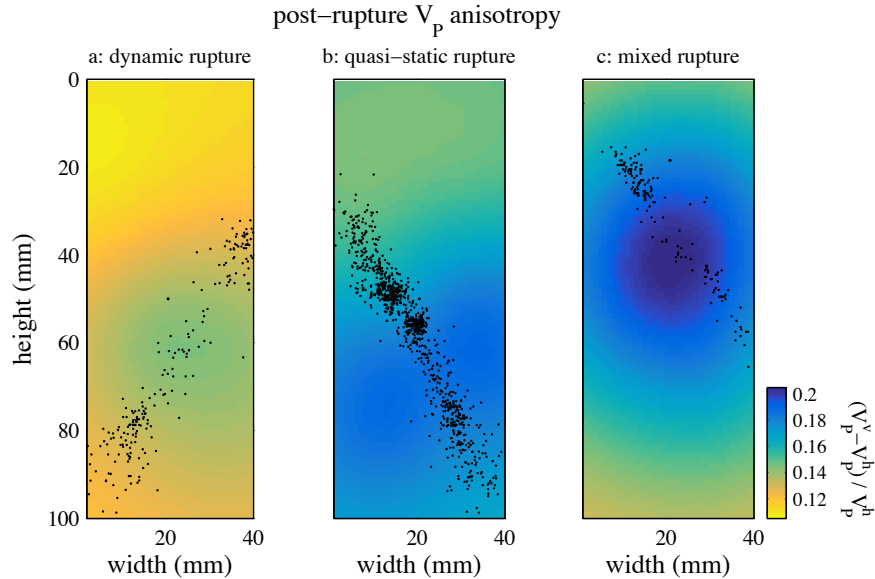 post−rupture V_P anisotropy
a: dynamic rupture
b: quasi−static rupture
c: mixed rupture
0
20
40
60
80
100
height (mm)
20 40
width (mm)
20 40
width (mm)
20 40
width (mm)
0.2
0.18
0.16
0.14
0.12
(V_p^v − V_p^h / V_p^h